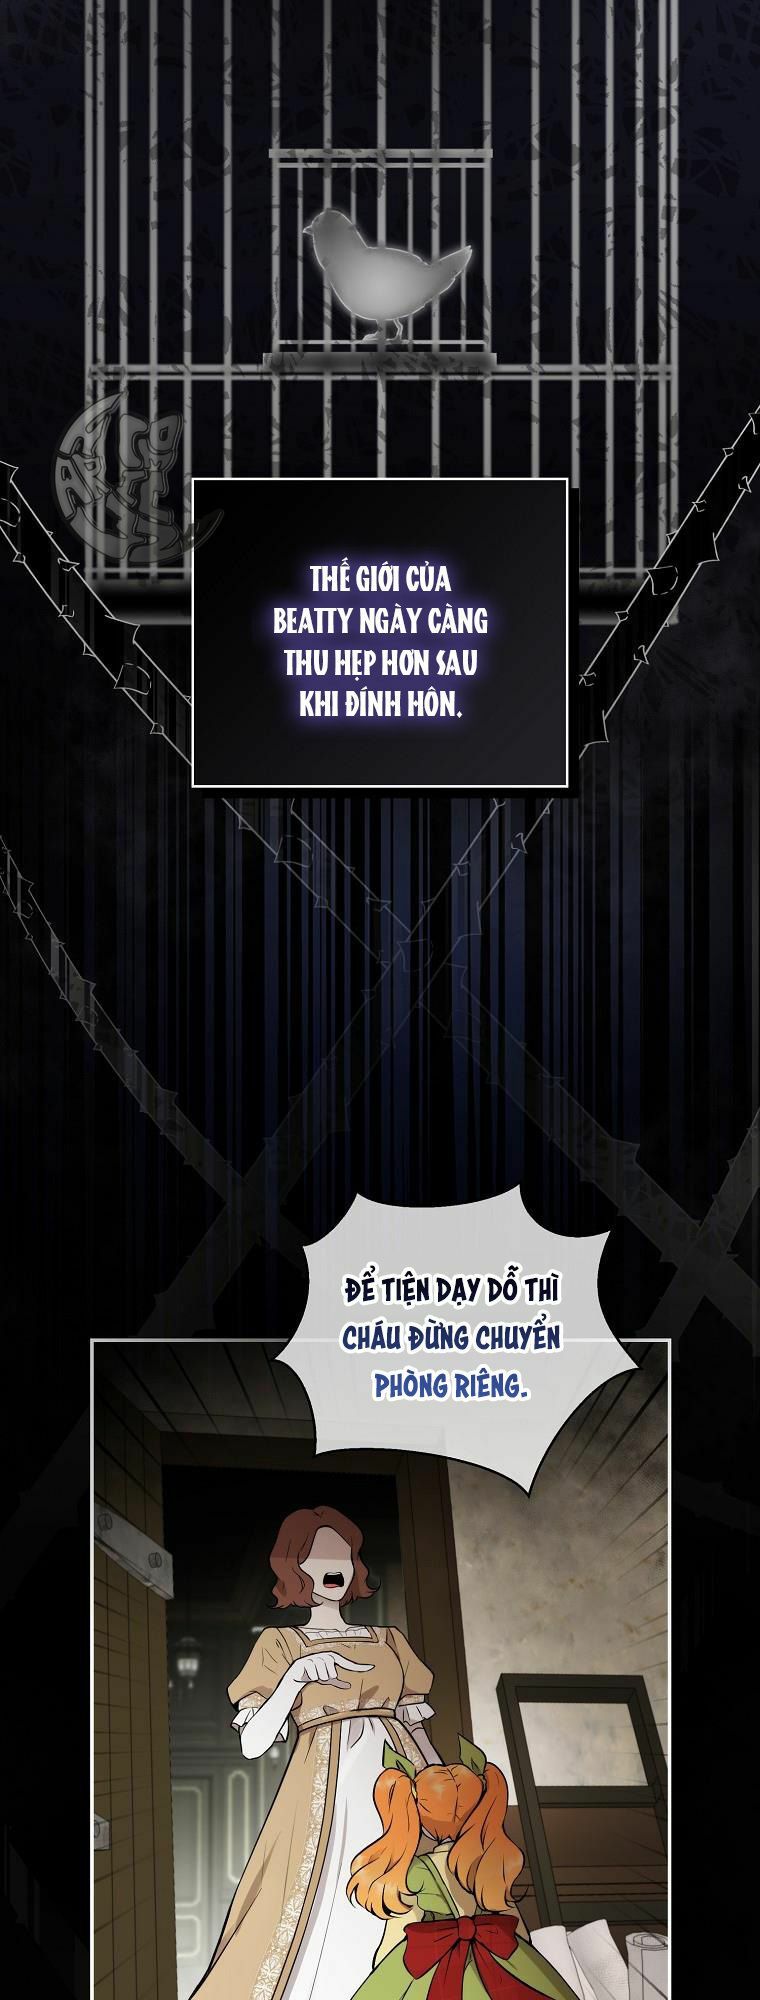 THẾ GIỚI CỦA
BEATTY NGÀY CÀNG
THU HẸP HƠN SAU
KHI ĐÍNH HÔN.
ĐỂ TIỆN DẠY DỖ THÌ
CHÁU ĐỪNG CHUYỂN
PHÒNG RIÊNG.